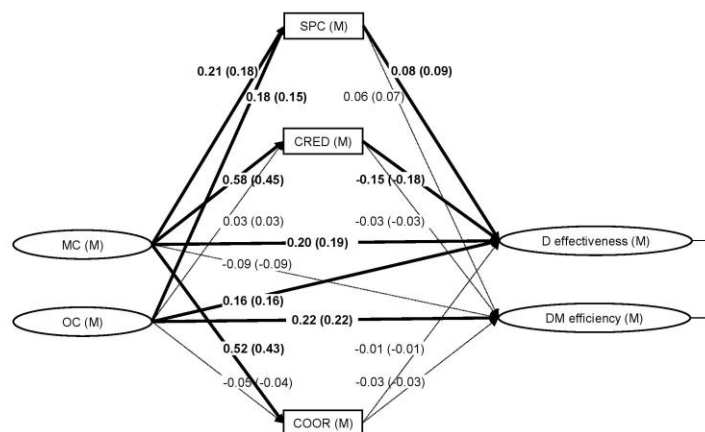 SPC (M)
0.21 (0.18)
0.08 (0.09)
0.18 (0.15)
0.06 (0.07)
CRED (M)
0.58 (0.45)
-0.15 (-0.18)
0.03 (0.03)
-0.03 (-0.03)
MC (M)
0.20 (0.19)
D effectiveness (M)
-0.09 (-0.09)
0.16 (0.16)
OC (M)
0.22 (0.22)
DM efficiency (M)
0.52 (0.43)
-0.01 (-0.01)
-0.05 (-0.04)
-0.03 (-0.03)
COOR (M)